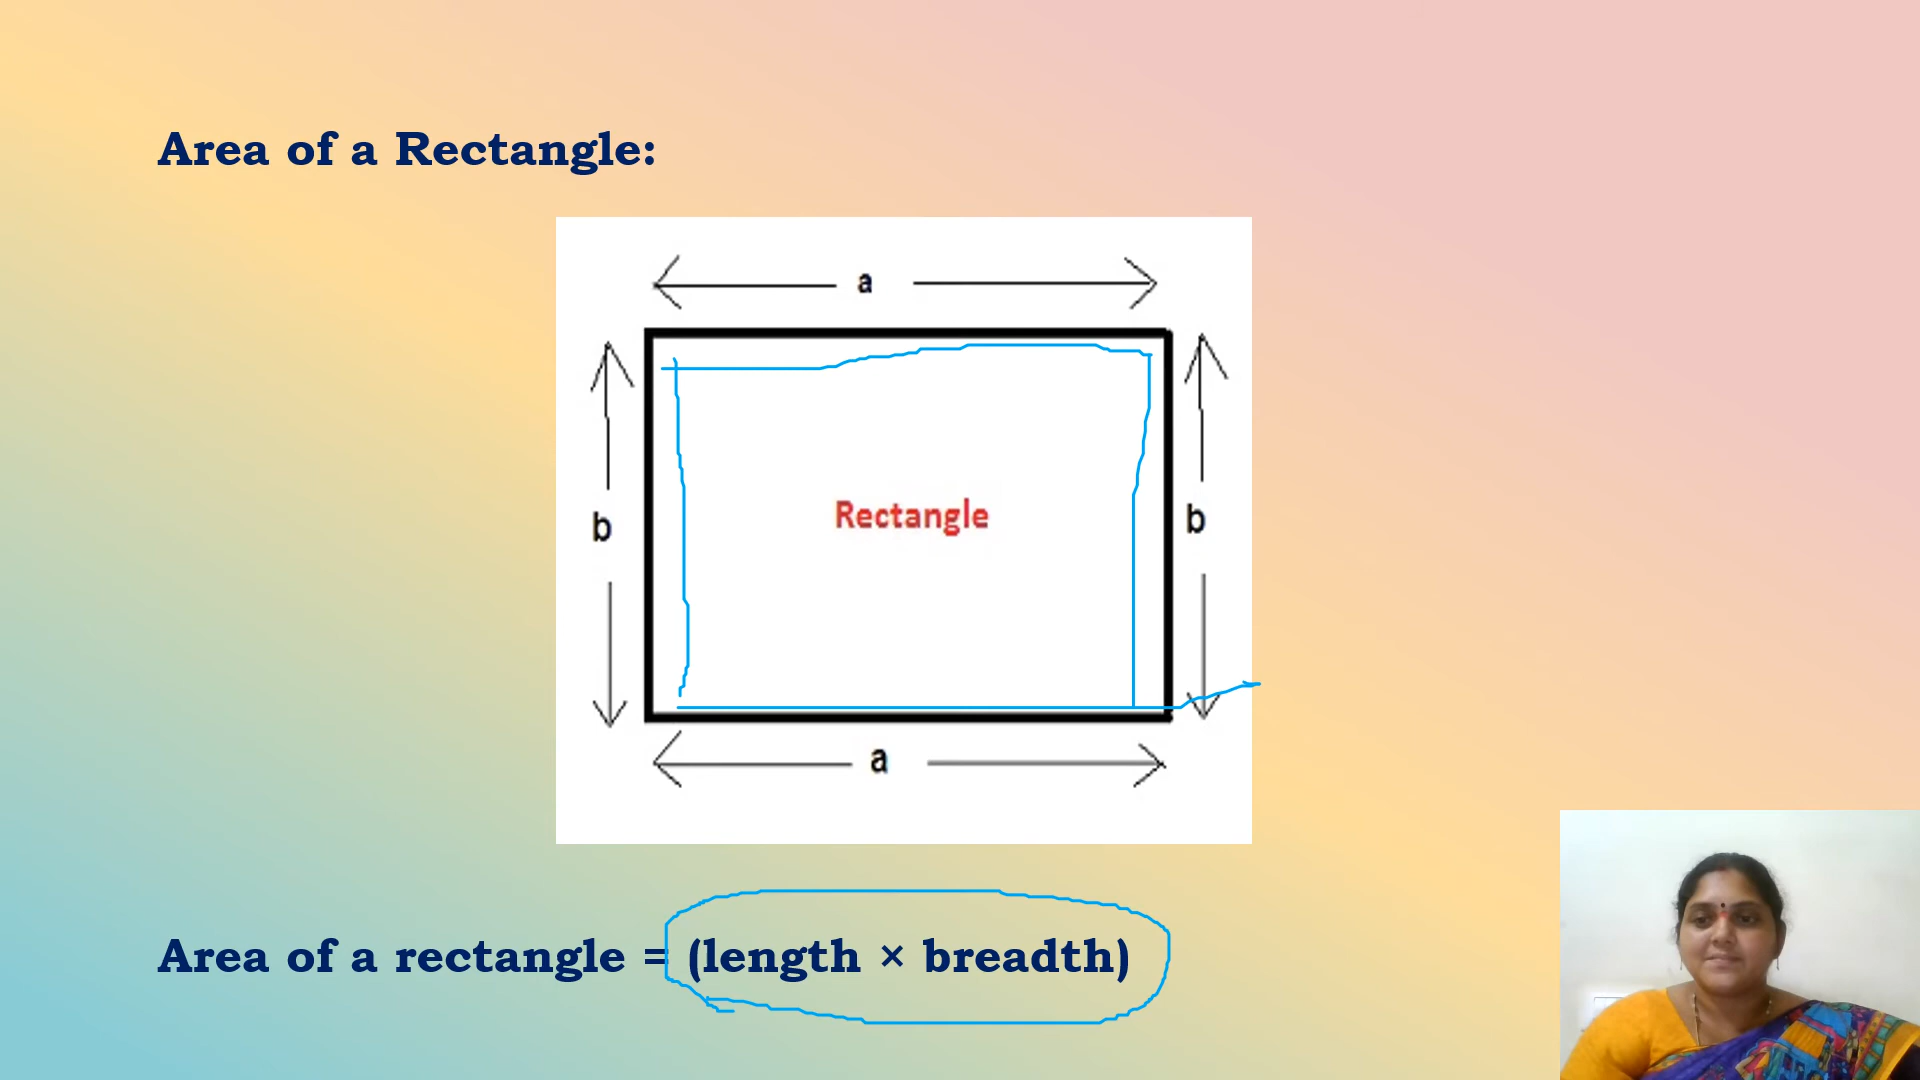 Area of a Rectangle:
a
b
Rectangle
b
a
Area of a rectangle = (length × breadth)